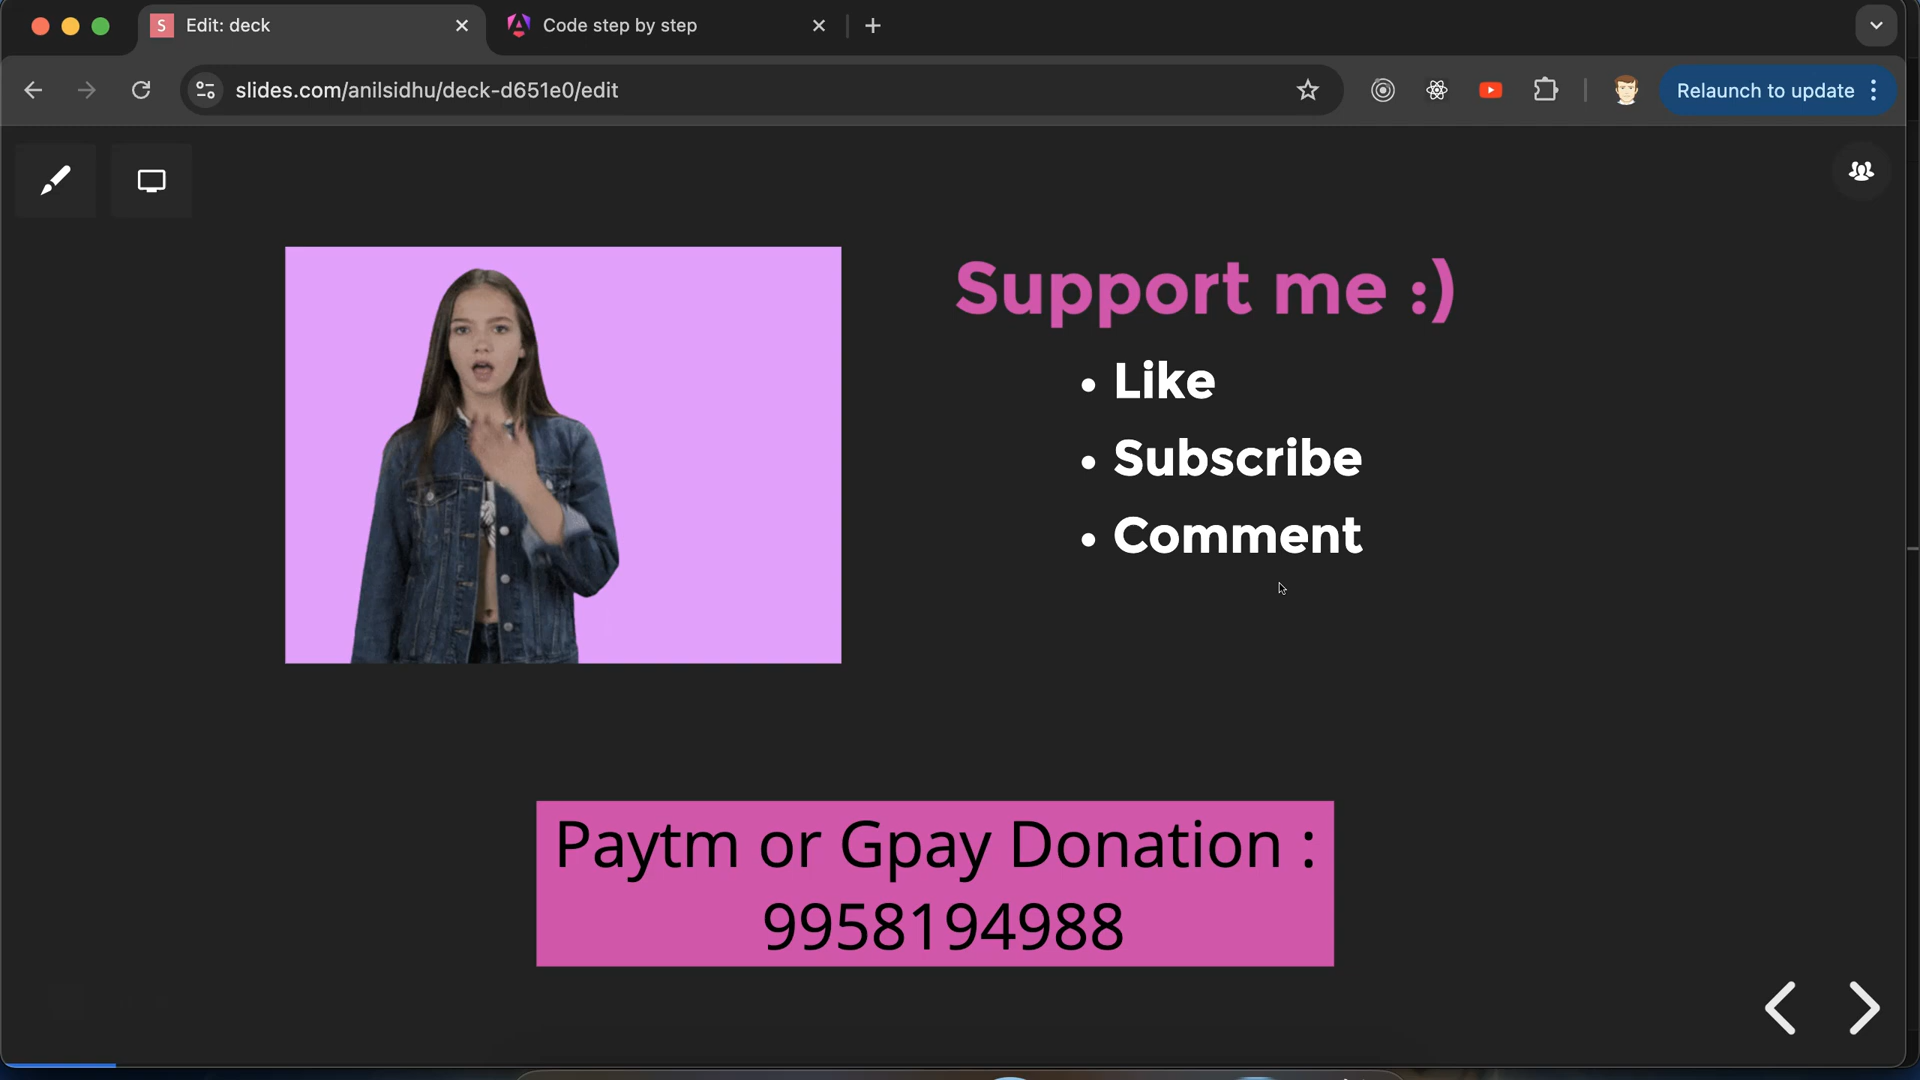 Edit: deck
Code step by step
slides.com/anilsidhu/deck-d651e0/edit
Relaunch to update
Support me :)
• Like
• Subscribe
• Comment
Paytm or Gpay Donation :
9958194988